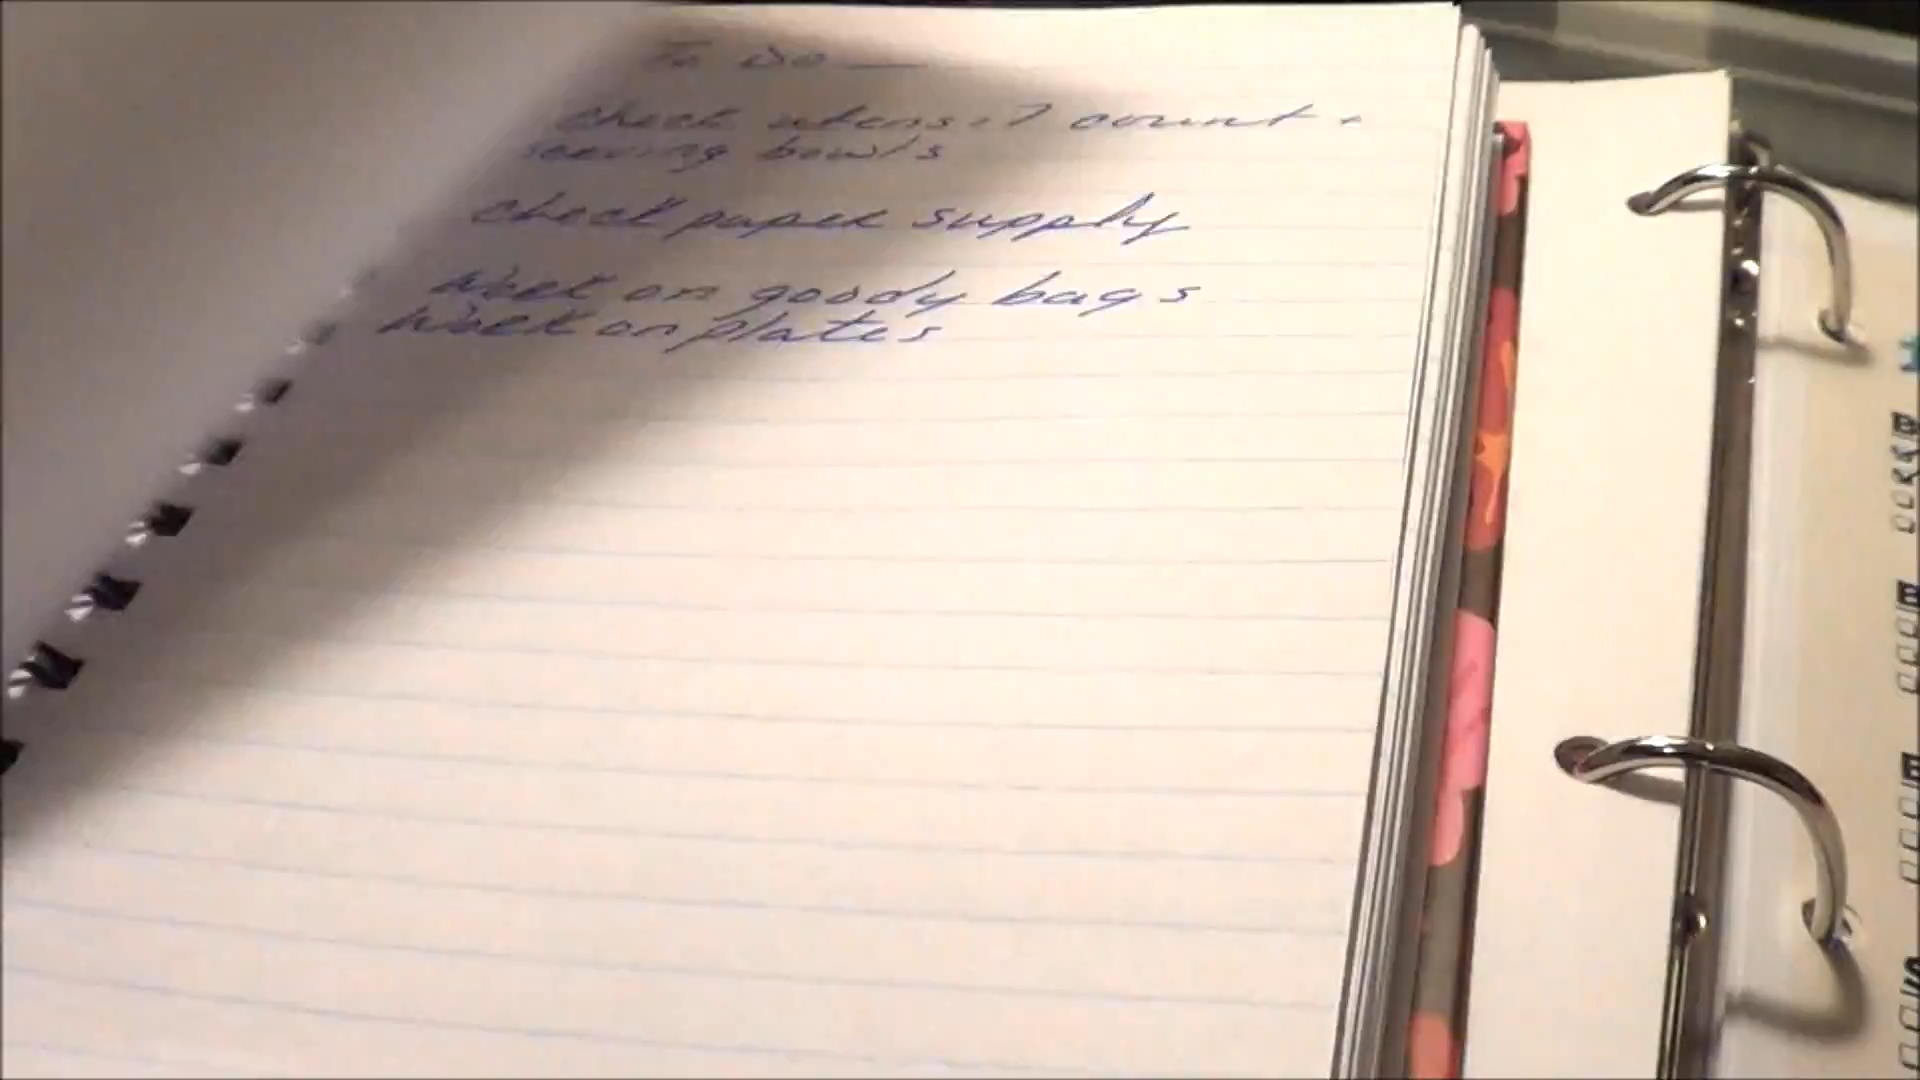 To Do —
Check utensil count +
serving bowls
Check paper supply
Work on goody bags
Work on plates